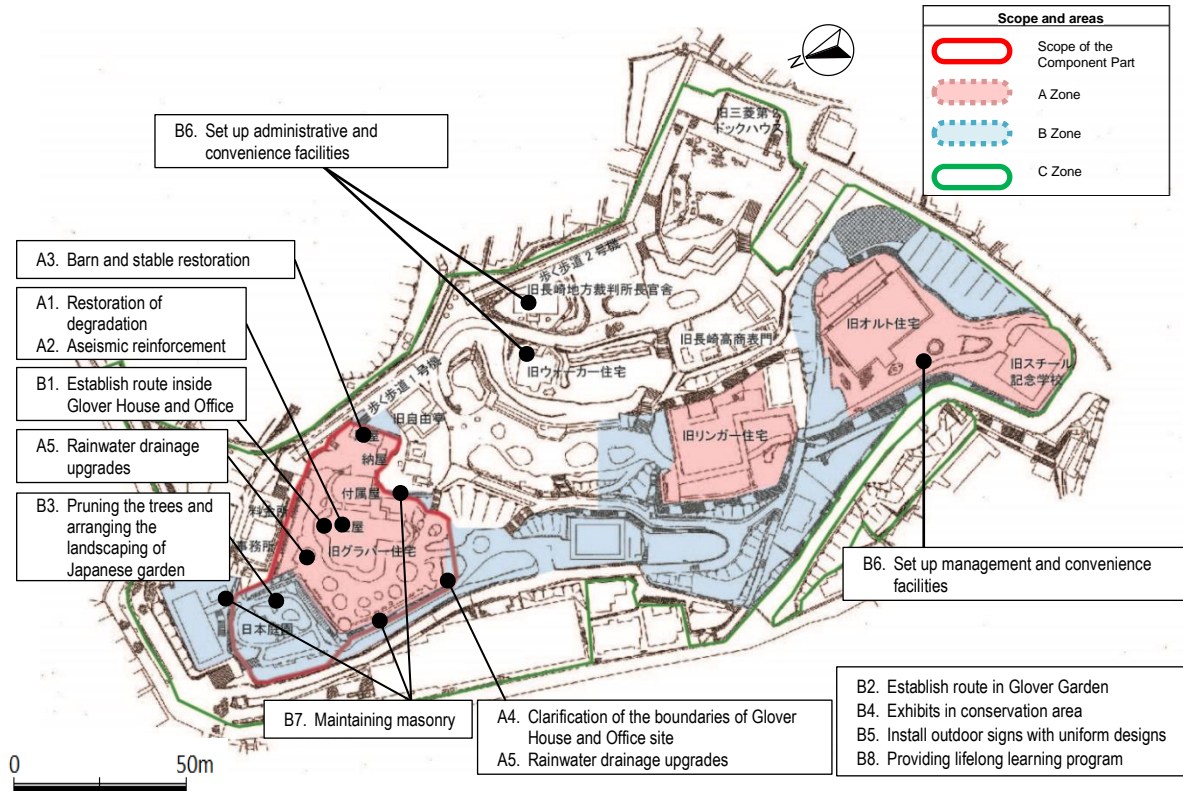 Scope and areas
Scope of the
Component Part
A Zone
B Zone
C Zone
N
B6. Set up administrative and
convenience facilities
A3. Barn and stable restoration
A1. Restoration of
degradation
A2. Aseismic reinforcement
B1. Establish route inside
Glover House and Office
A5. Rainwater drainage
upgrades
B3. Pruning the trees and
arranging the
landscaping of
Japanese garden
旧三菱第2
ドックハウス
歩く歩道2号機
旧長崎地方裁判所長官舎
旧長崎高商表門
旧ウォーカー住宅
歩く歩道1号機
旧自由亭
旧オルト住宅
旧スチール
記念学校
旧リンガー住宅
屋
納屋
付属屋
屋
旧グラバー住宅
料金所
事務所
日本庭園
B6. Set up management and convenience
facilities
B7. Maintaining masonry
A4. Clarification of the boundaries of Glover
House and Office site
A5. Rainwater drainage upgrades
B2. Establish route in Glover Garden
B4. Exhibits in conservation area
B5. Install outdoor signs with uniform designs
B8. Providing lifelong learning program
0 50m